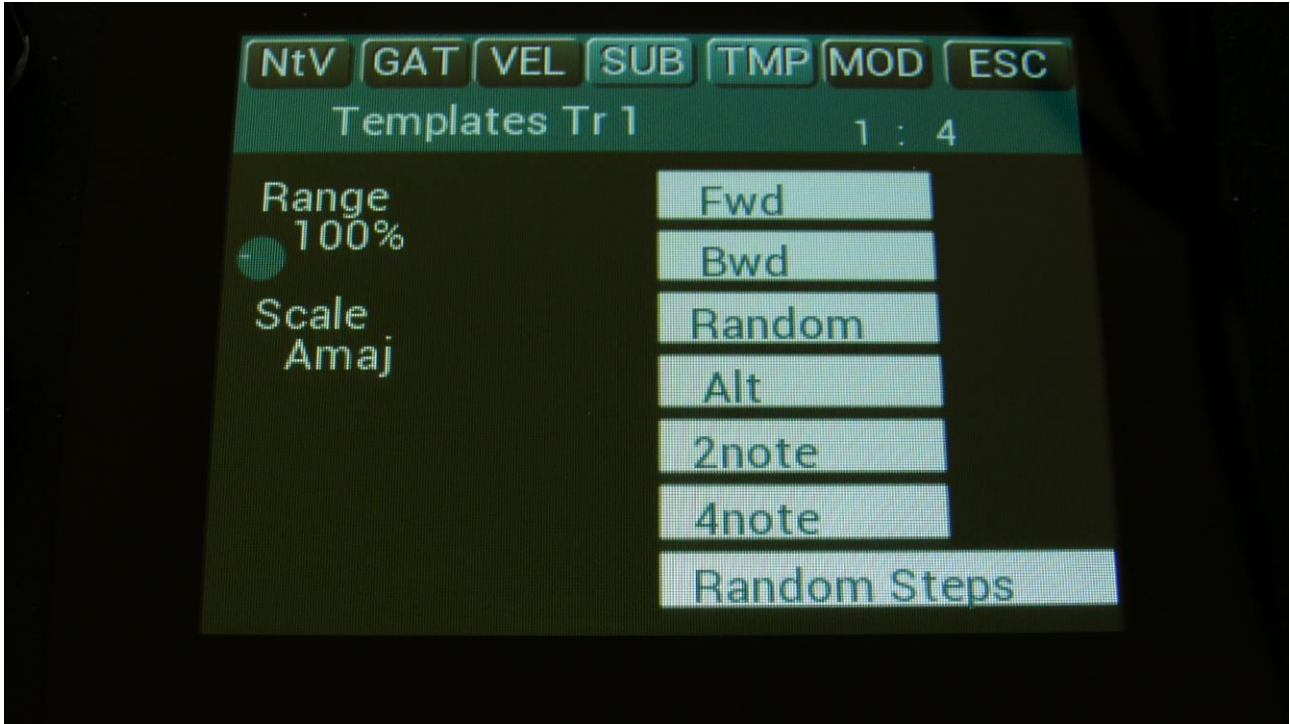 NtV GAT VEL SUB TMP MOD ESC
Templates Tr 1 1 : 4
Range
100%
Scale
Amaj
Fwd
Bwd
Random
Alt
2note
4note
Random Steps